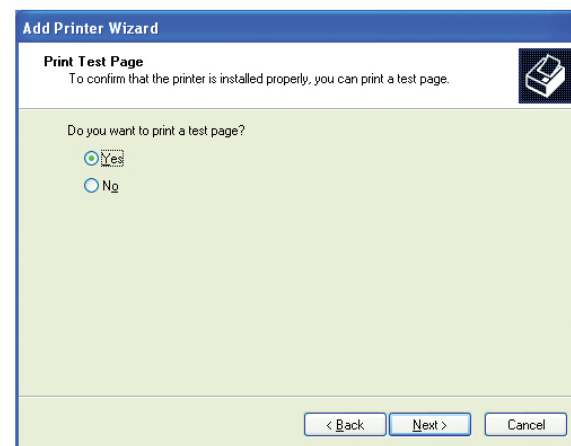 Add Printer Wizard
Print Test Page
To confirm that the printer is installed properly, you can print a test page.
Do you want to print a test page?
Yes
No
< Back Next > Cancel